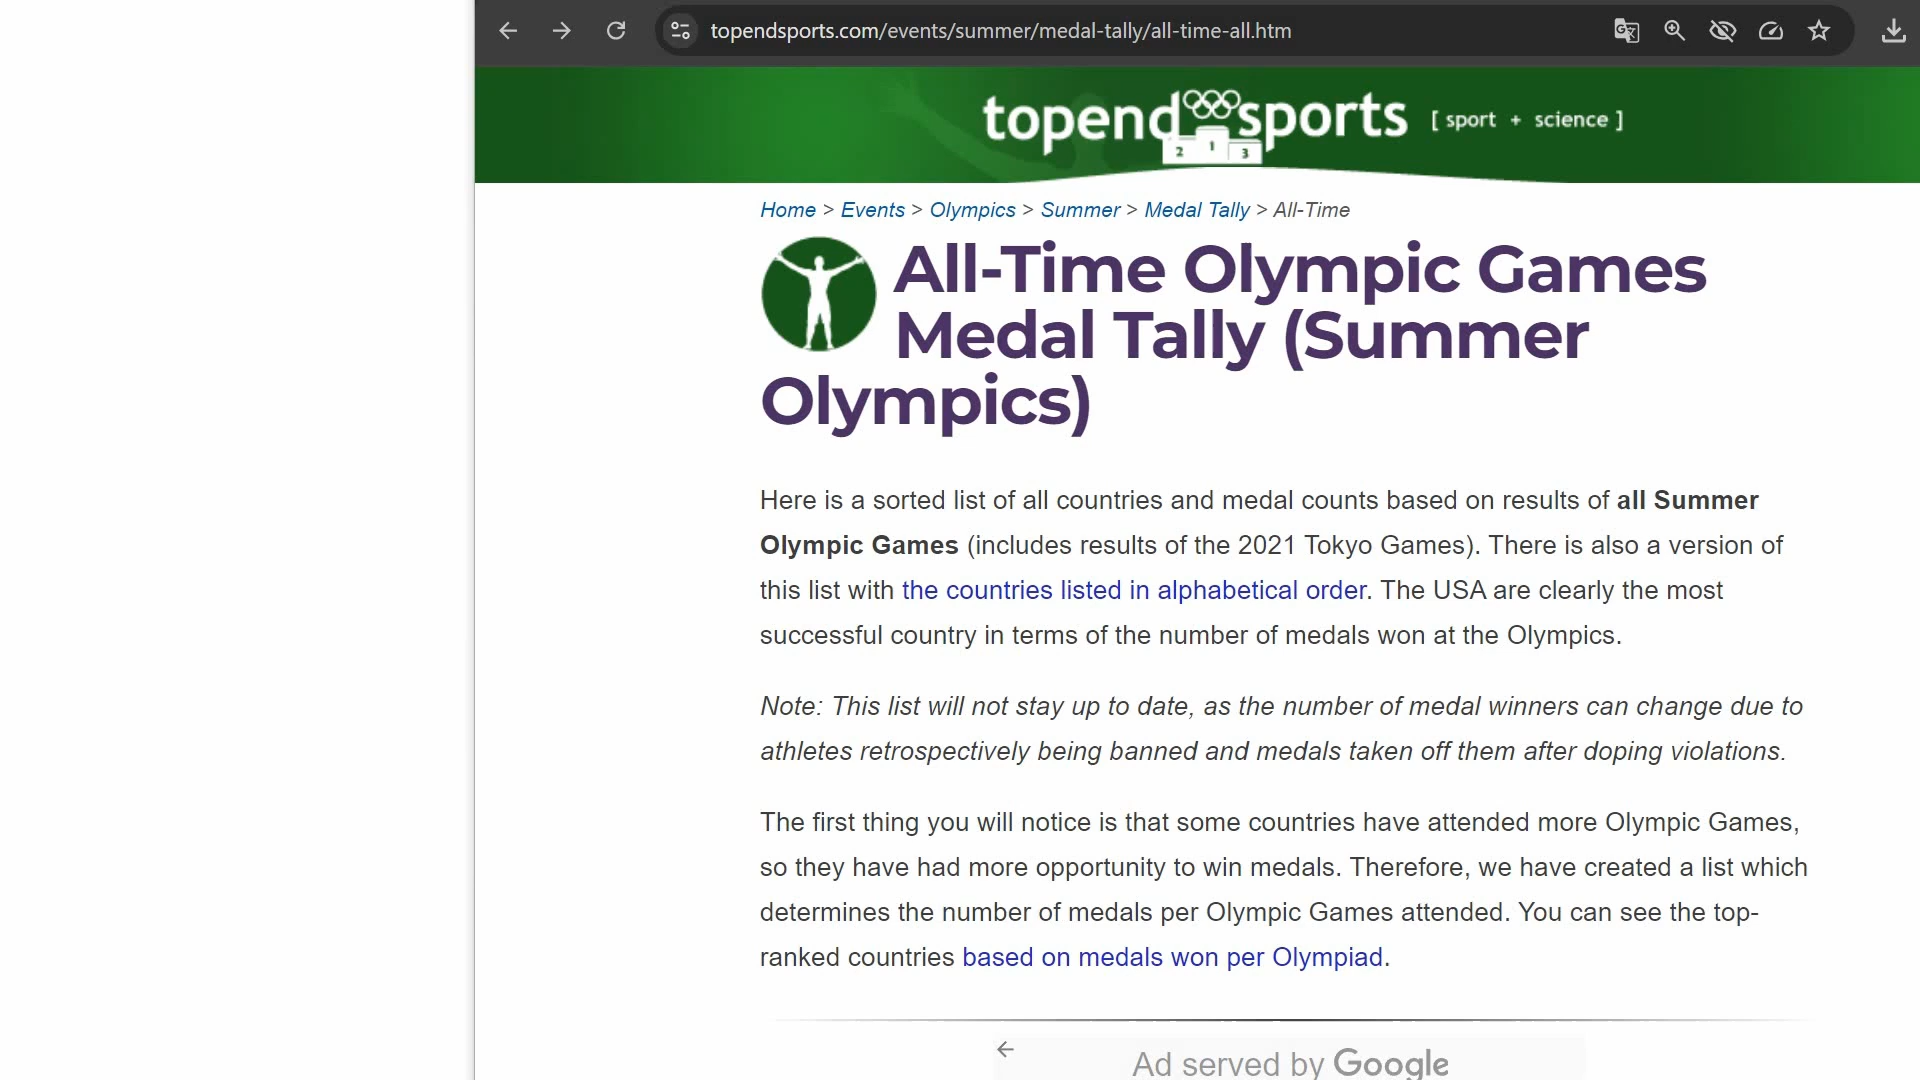 topendsports.com/events/summer/medal-tally/all-time-all.htm
topend sports [ sport + science ]
2 1 3
Home > Events > Olympics > Summer > Medal Tally > All-Time
All-Time Olympic Games
Medal Tally (Summer
Olympics)
Here is a sorted list of all countries and medal counts based on results of all Summer
Olympic Games (includes results of the 2021 Tokyo Games). There is also a version of
this list with the countries listed in alphabetical order. The USA are clearly the most
successful country in terms of the number of medals won at the Olympics.
Note: This list will not stay up to date, as the number of medal winners can change due to
athletes retrospectively being banned and medals taken off them after doping violations.
The first thing you will notice is that some countries have attended more Olympic Games,
so they have had more opportunity to win medals. Therefore, we have created a list which
determines the number of medals per Olympic Games attended. You can see the top-
ranked countries based on medals won per Olympiad.
Ad served by Google